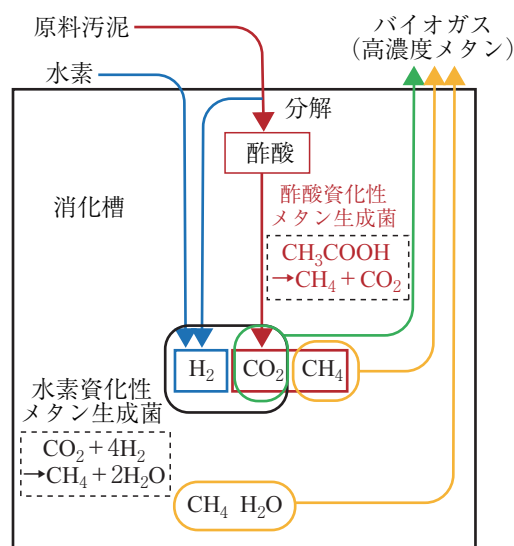 原料汚泥
バイオガス
（高濃度メタン）
水素
分解
酢酸
消化槽
酢酸資化性
メタン生成菌
CH₃COOH
→CH₄＋CO₂
H₂
CO₂
CH₄
水素資化性
メタン生成菌
CO₂＋4H₂
→CH₄＋2H₂O
CH₄ H₂O